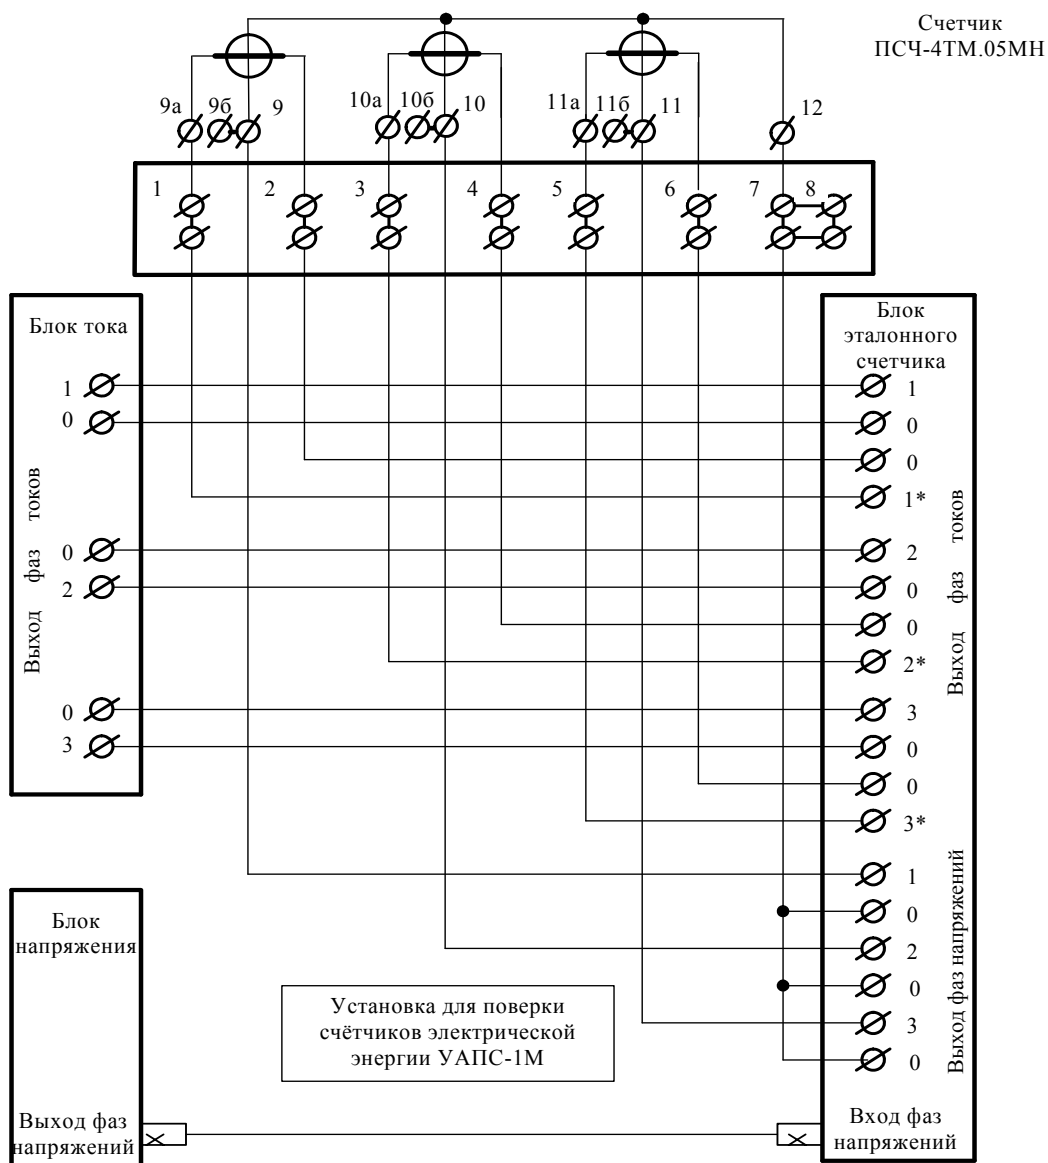 Счетчик
ПСЧ-4ТМ.05МН
9а 9б 9 10а 10б 10 11а 11б 11 12
1 2 3 4 5 6 7 8
Блок тока
1
0
0
2
0
3
Выход фаз токов
Блок
эталонного
счетчика
1
0
0
1*
2
0
0
2*
3
0
0
3*
Выход фаз токов
1
0
2
0
3
0
Выход фаз напряжений
Блок
напряжения
Установка для поверки
счётчиков электрической
энергии УАПС-1М
Выход фаз
напряжений
Вход фаз
напряжений